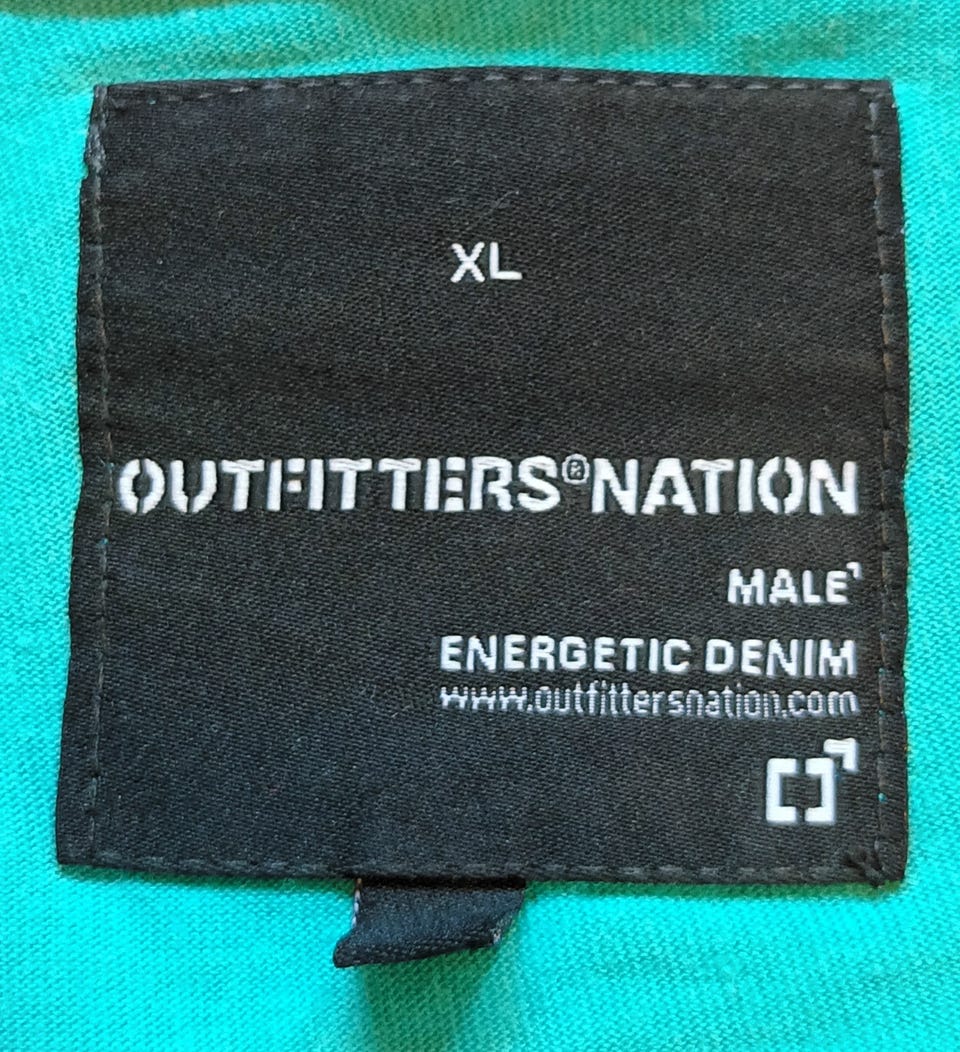 XL
OUTFITTERS®NATION
MALE
ENERGETIC DENIM
www.outfittersnation.com